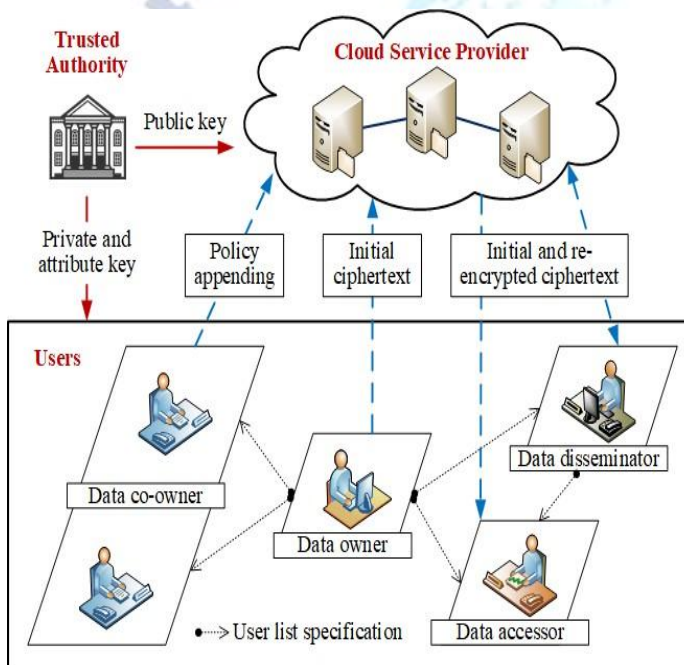 Trusted
Authority
Cloud Service Provider
Public key
Private and
attribute key
Policy
appending
Initial
ciphertext
Initial and re-
encrypted ciphertext
Users
Data co-owner
Data owner
Data disseminator
Data accessor
User list specification